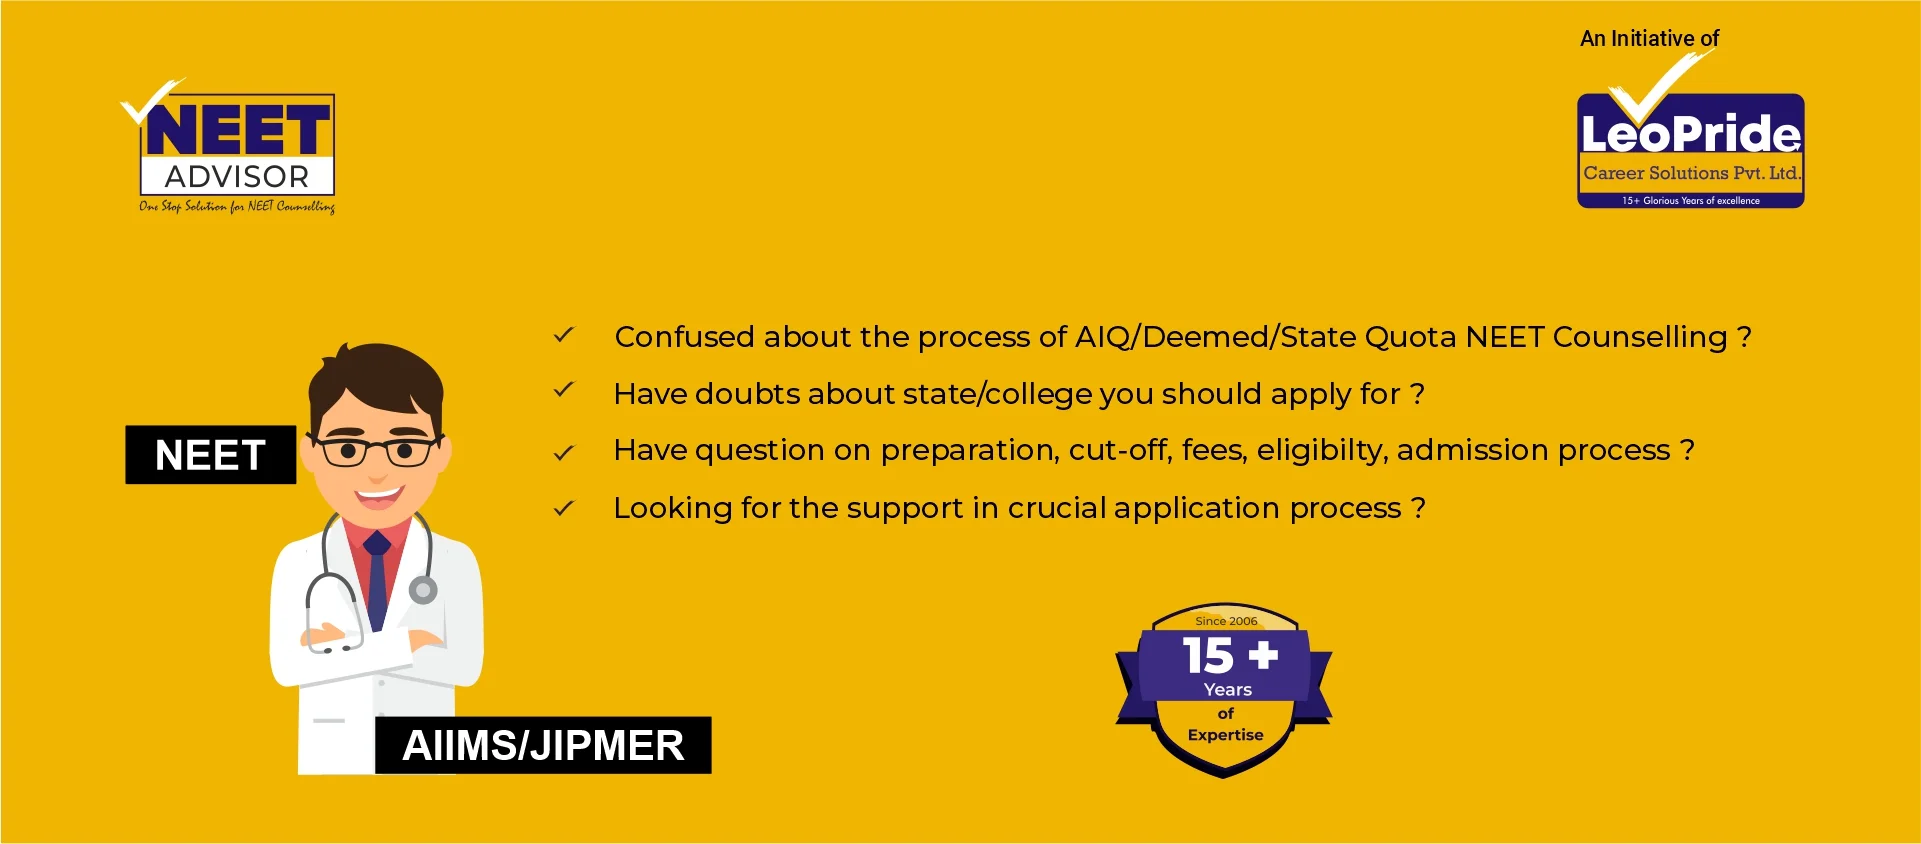 An Initiative of
NEET
ADVISOR
One Stop Solution for NEET Counselling
LeoPride
Career Solutions Pvt. Ltd.
15+ Glorious Years of excellence
Confused about the process of AIQ/Deemed/State Quota NEET Counselling ?
Have doubts about state/college you should apply for ?
Have question on preparation, cut-off, fees, eligibilty, admission process ?
Looking for the support in crucial application process ?
NEET
AIIMS/JIPMER
Since 2006
15 +
Years
of
Expertise